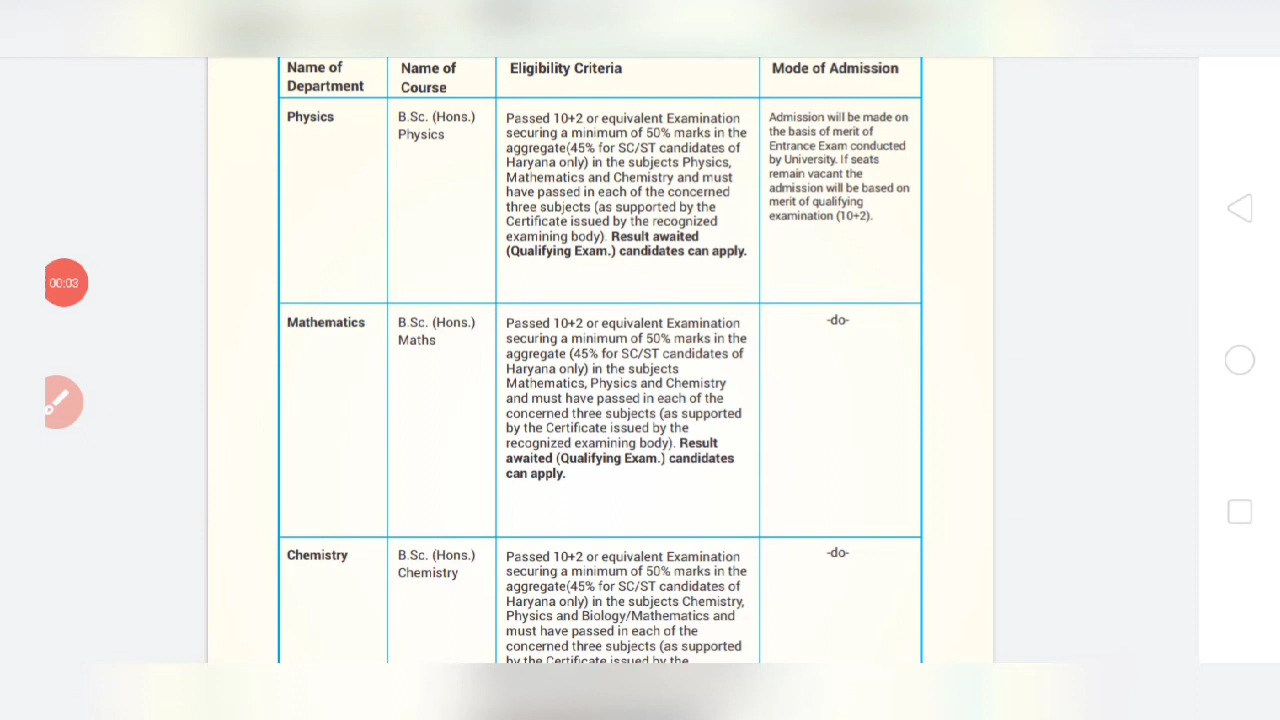 Name of
Department
Name of
Course
Eligibility Criteria
Mode of Admission
Physics
B.Sc. (Hons.)
Physics
Passed 10+2 or equivalent Examination
securing a minimum of 50% marks in the
aggregate(45% for SC/ST candidates of
Haryana only) in the subjects Physics,
Mathematics and Chemistry and must
have passed in each of the concerned
three subjects (as supported by the
Certificate issued by the recognized
examining body). Result awaited
(Qualifying Exam.) candidates can apply.
Admission will be made on
the basis of merit of
Entrance Exam conducted
by University. If seats
remain vacant the
admission will be based on
merit of qualifying
examination (10+2).
00:03
Mathematics
B.Sc. (Hons.)
Maths
Passed 10+2 or equivalent Examination
securing a minimum of 50% marks in the
aggregate (45% for SC/ST candidates of
Haryana only) in the subjects
Mathematics, Physics and Chemistry
and must have passed in each of the
concerned three subjects (as supported
by the Certificate issued by the
recognized examining body). Result
awaited (Qualifying Exam.) candidates
can apply.
-do-
Chemistry
B.Sc. (Hons.)
Chemistry
Passed 10+2 or equivalent Examination
securing a minimum of 50% marks in the
aggregate(45% for SC/ST candidates of
Haryana only) in the subjects Chemistry,
Physics and Biology/Mathematics and
must have passed in each of the
concerned three subjects (as supported
by the Certificate issued by the
-do-